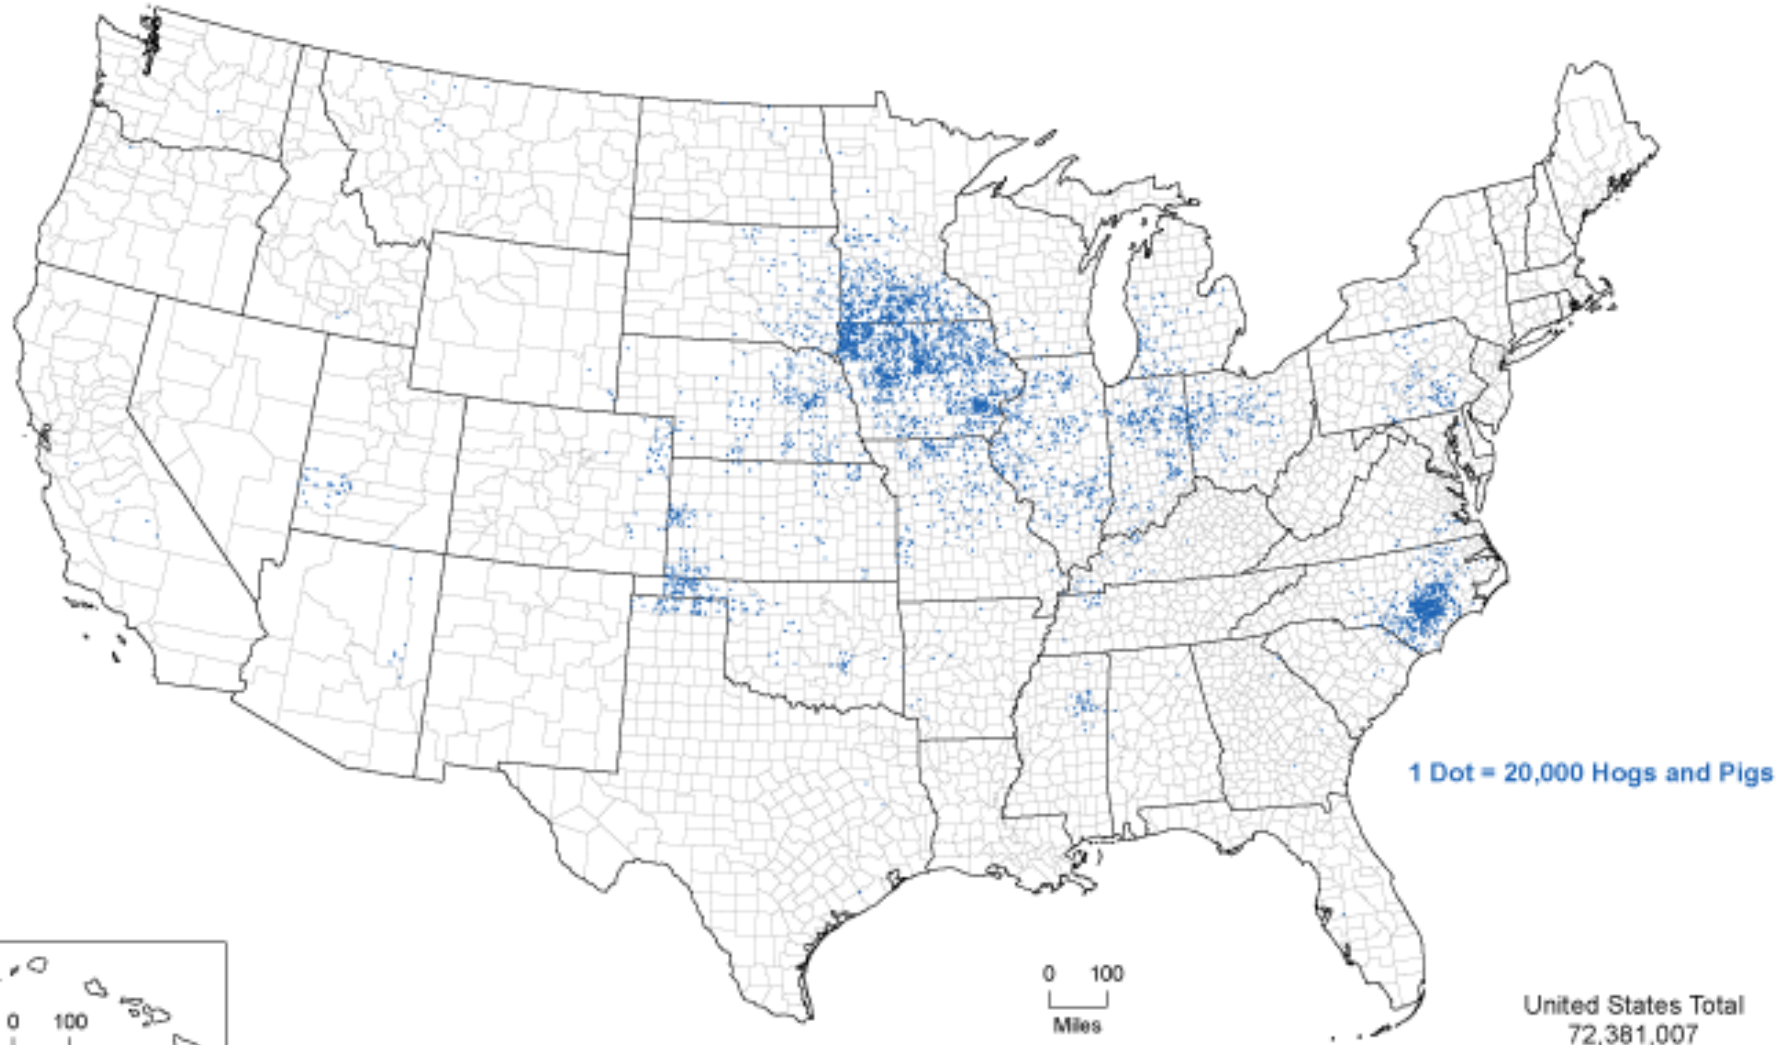 1 Dot = 20,000 Hogs and Pigs
0 100
Miles
0 100
United States Total
72,381,007